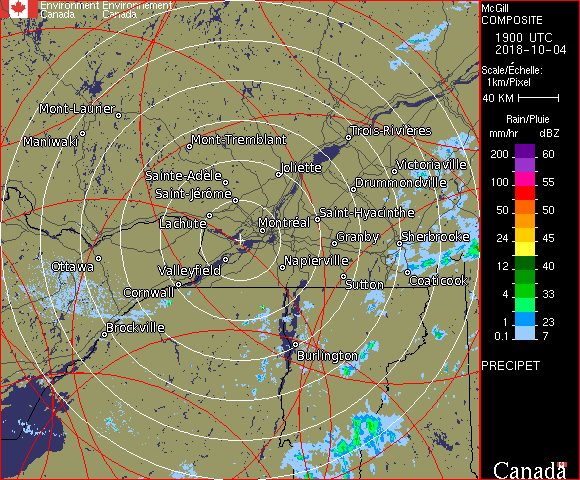 Environment Environnement
Canada Canada
McGill
COMPOSITE
1900 UTC
2018-10-04
Scale/Échelle:
1km/Pixel
40 KM
Rain/Pluie
mm/hr dBZ
200 60
100 55
50 50
24 45
12 40
4 33
1 23
0.1 7
PRECIPET
Canada
Mont-Laurier
Maniwaki
Mont-Tremblant
Trois-Rivières
Sainte-Adèle
Joliette
Victoriaville
Saint-Jérôme
Drummondville
Lachute
Montréal
Saint-Hyacinthe
Granby
Sherbrooke
Ottawa
Valleyfield
Napierville
Cornwall
Sutton
Coaticook
Brockville
Burlington